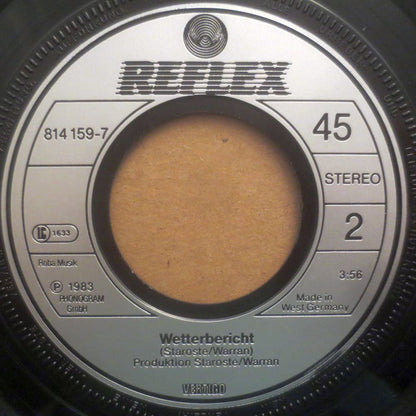 REFLEX
814 159-7
45
STEREO
LC 1633
2
Roba Musik
3:56
℗ 1983
PHONOGRAM
GmbH
Made in
West Germany
Wetterbericht
(Staroste/Warran)
Produktion Staroste/Warran
VERTIGO